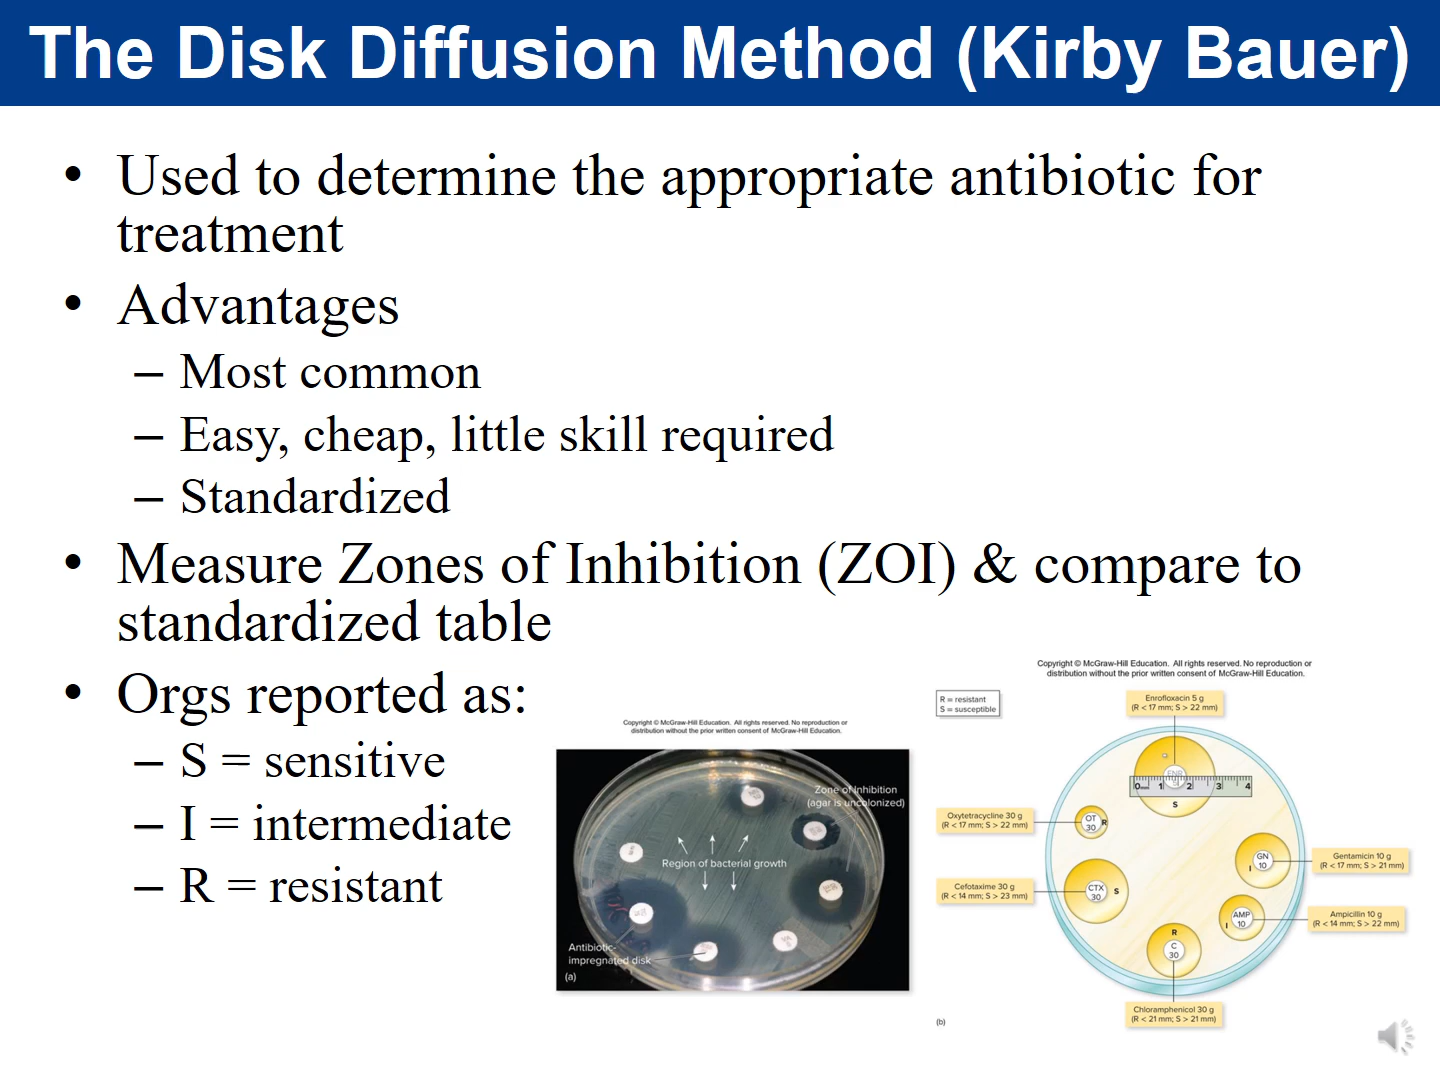 The Disk Diffusion Method (Kirby Bauer)
• Used to determine the appropriate antibiotic for
treatment
• Advantages
– Most common
– Easy, cheap, little skill required
– Standardized
• Measure Zones of Inhibition (ZOI) & compare to
standardized table
• Orgs reported as:
– S = sensitive
– I = intermediate
– R = resistant
Copyright © McGraw-Hill Education. All rights reserved. No reproduction or
distribution without the prior written consent of McGraw-Hill Education.
Zone of Inhibition
(agar is uncolonized)
Region of bacterial growth
Antibiotic-
impregnated disk
(a)
Copyright © McGraw-Hill Education. All rights reserved. No reproduction or
distribution without the prior written consent of McGraw-Hill Education.
R = resistant
S = susceptible
Enrofloxacin 5 g
(R < 17 mm; S > 22 mm)
ENR
0mm 1 2 3 4
S
Oxytetracycline 30 g
(R < 17 mm; S > 22 mm)
OT
30
R
Gentamicin 10 g
(R < 17 mm; S > 21 mm)
GN
10
I
Cefotaxime 30 g
(R < 14 mm; S > 23 mm)
CTX
30
S
Ampicillin 10 g
(R < 14 mm; S > 22 mm)
AMP
10
I
R
C
30
Chloramphenicol 30 g
(R < 21 mm; S > 21 mm)
(b)